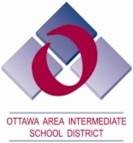 OTTAWA AREA INTERMEDIATE
SCHOOL DISTRICT